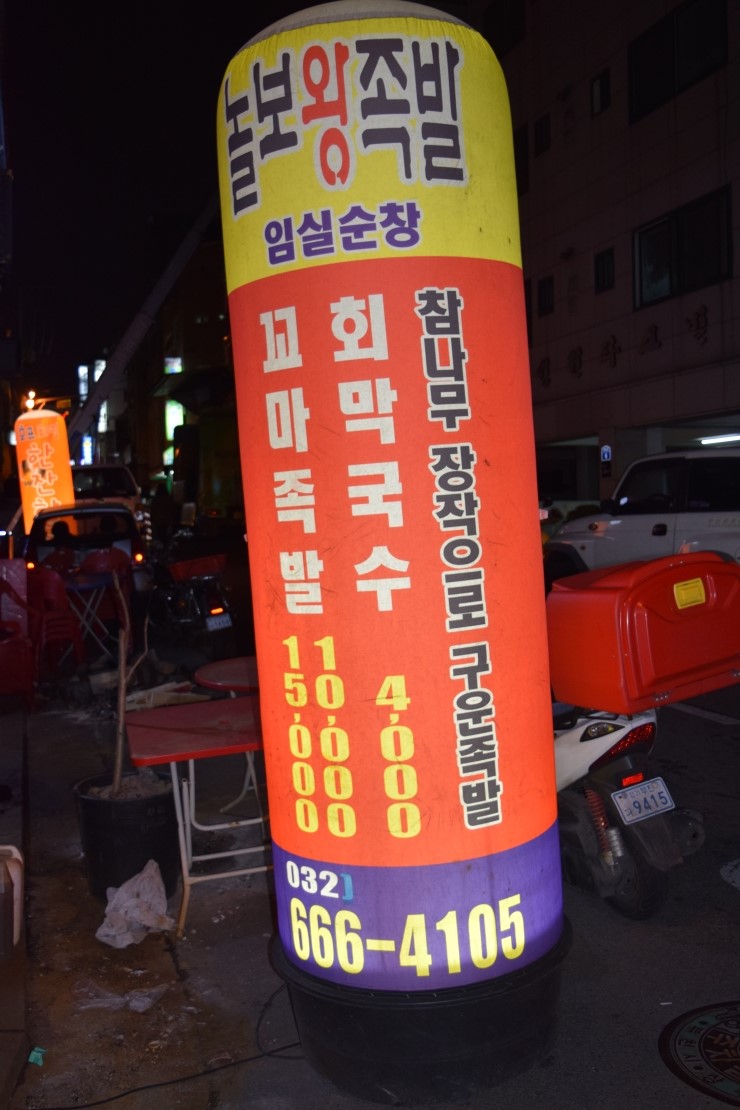 놀보왕족발
임실순창
참나무 장작으로 구운족발
회막국수 4,000
꼬마족발 10,000
15,000
032)
666-4105
9415